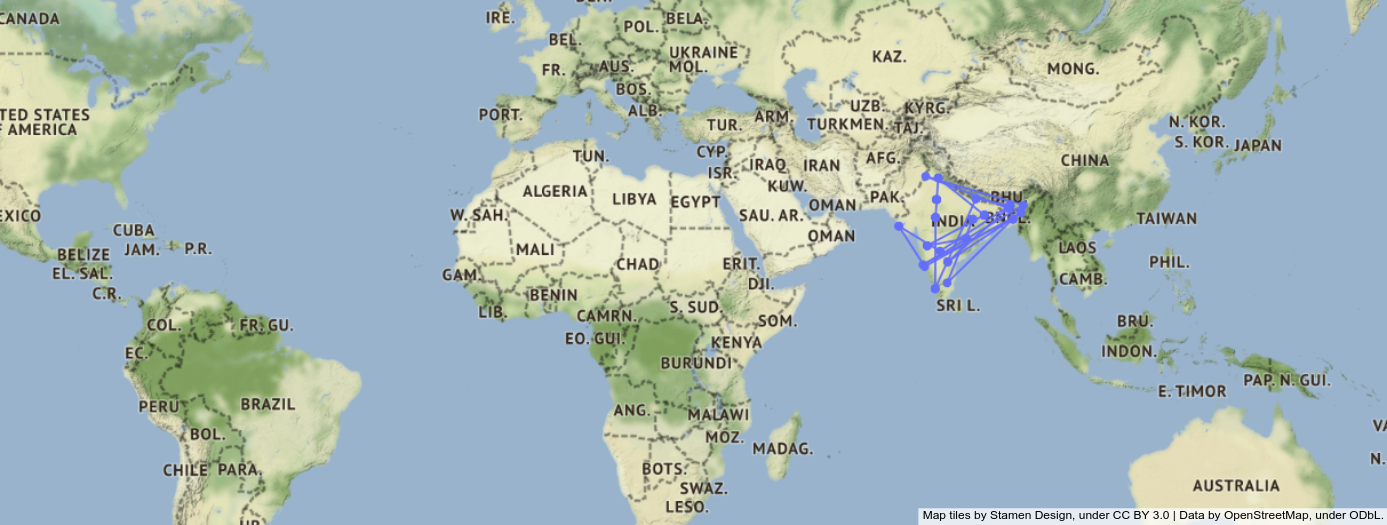 CANADA
IRE.
POL.
BELA.
BEL.
UKRAINE
KAZ.
FR.
AUS.
MOL.
MONG.
BOS.
UZB.
KYRG.
PORT.
ALB.
TED STATES
F AMERICA
TUR.
ARM.
TURKMEN.
TAJ.
N. KOR.
S. KOR.
JAPAN
TUN.
CYP.
ISR.
IRAQ
IRAN
AFG.
CHINA
ALGERIA
LIBYA
EGYPT
KUW.
PAK.
BHU.
OMAN
EXICO
W. SAH.
SAU. AR.
TAIWAN
CUBA
JAM.
P.R.
OMAN
BELIZE
MALI
LAOS
EL. SAL.
GAM.
CHAD
ERIT.
PHIL.
C.R.
BENIN
DJI.
CAMB.
LIB.
CAMRN.
S. SUD.
SRI L.
COL.
FR. GU.
SOM.
BRU.
EO. GUI.
KENYA
EC.
BURUNDI
INDON.
PAP. N. GUI.
E. TIMOR
PERU
BRAZIL
ANG.
MALAWI
BOL.
MOZ.
MADAG.
CHILE
PARA.
BOTS.
SWAZ.
LESO.
AUSTRALIA
N.
Map tiles by Stamen Design, under CC BY 3.0 | Data by OpenStreetMap, under ODbL.